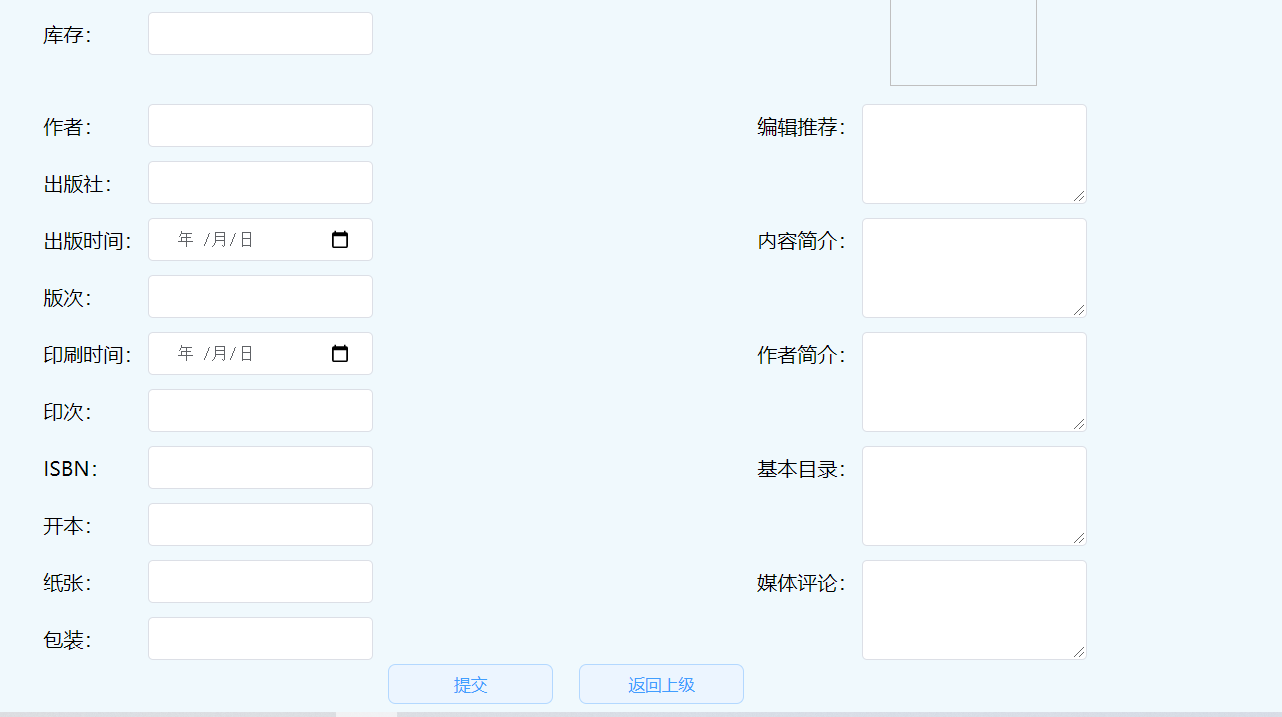 库存：
作者：
出版社：
出版时间： 年 /月/日
版次：
印刷时间： 年 /月/日
印次：
ISBN：
开本：
纸张：
包装：
编辑推荐：
内容简介：
作者简介：
基本目录：
媒体评论：
提交 返回上级